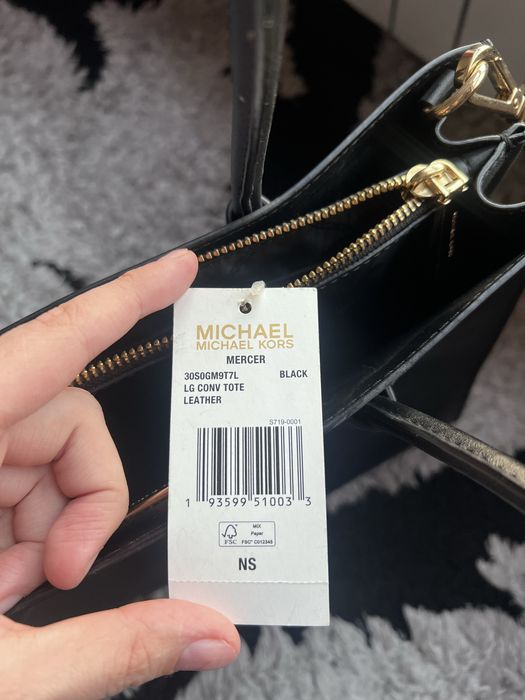 MICHAEL
MICHAEL KORS
MERCER
30S0GM9T7L BLACK
LG CONV TOTE
LEATHER
S719-0001
1 93599 51003 3
MIX
Paper
FSC
FSC® C012345
NS